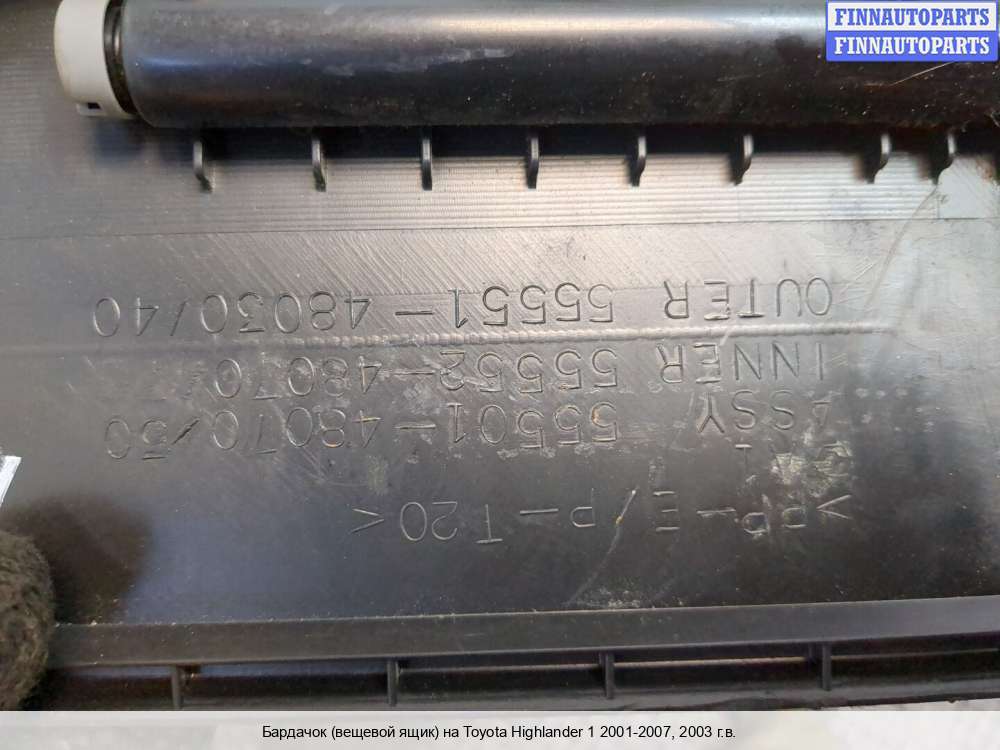 FINNAUTOPARTS
FINNAUTOPARTS
>PP-E/P-T20<
ASSY 55501-48070/50
INNER 55552-48070
OUTER 55551-48030/40
Бардачок (вещевой ящик) на Toyota Highlander 1 2001-2007, 2003 г.в.